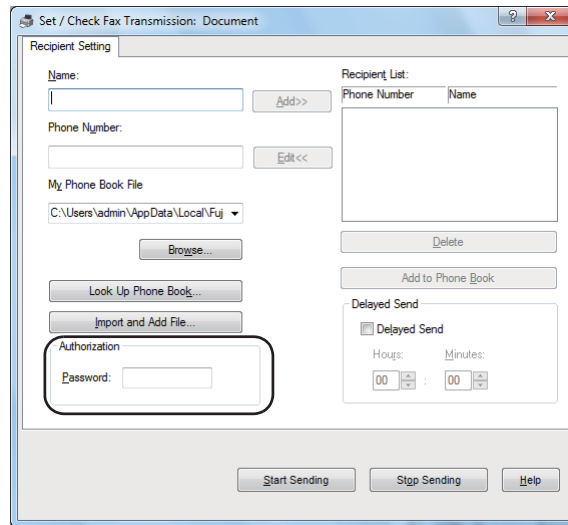 Set / Check Fax Transmission: Document
Recipient Setting
Name:
Add>>
Phone Number:
Edit<<
My Phone Book File
C:\Users\admin\AppData\Local\Fuj
Browse...
Look Up Phone Book...
Import and Add File...
Authorization
Password:
Recipient List:
Phone Number Name
Delete
Add to Phone Book
Delayed Send
Delayed Send
Hours: Minutes:
00 : 00
Start Sending Stop Sending Help